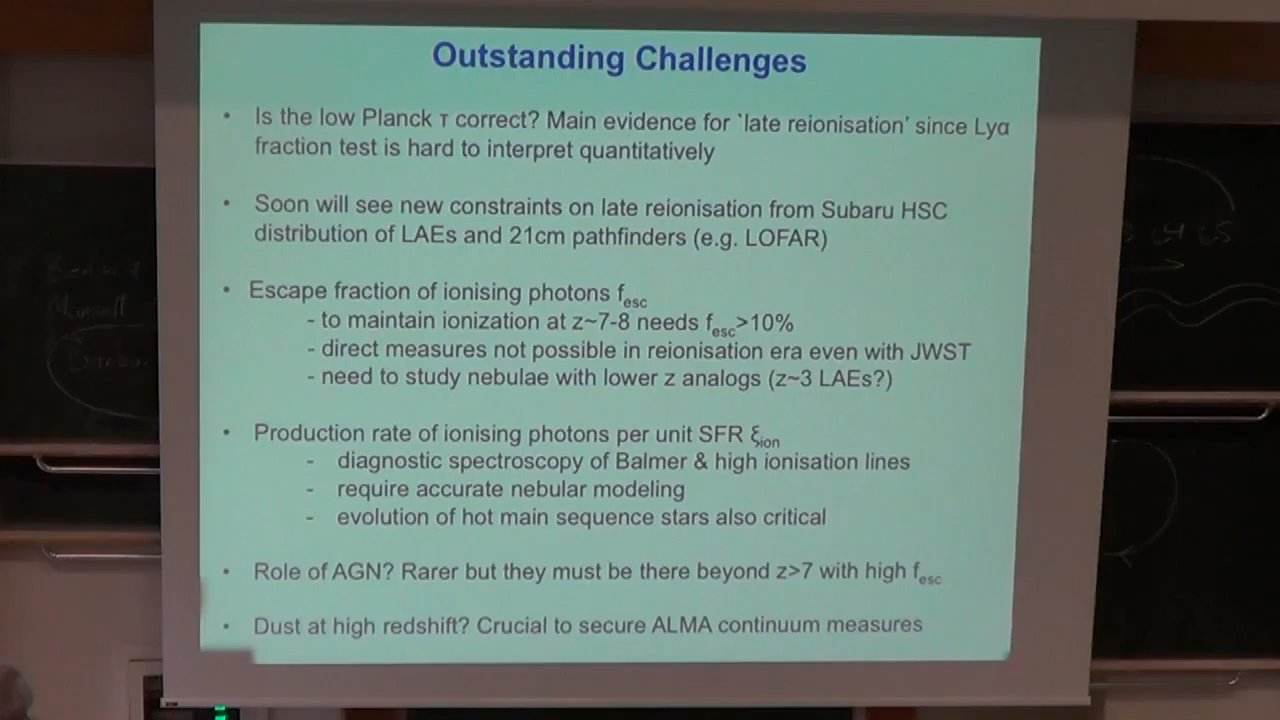 Outstanding Challenges
• Is the low Planck τ correct? Main evidence for `late reionisation' since Lyα
fraction test is hard to interpret quantitatively
• Soon will see new constraints on late reionisation from Subaru HSC
distribution of LAEs and 21cm pathfinders (e.g. LOFAR)
• Escape fraction of ionising photons fesc
- to maintain ionization at z~7-8 needs fesc>10%
- direct measures not possible in reionisation era even with JWST
- need to study nebulae with lower z analogs (z~3 LAEs?)
• Production rate of ionising photons per unit SFR ξion
- diagnostic spectroscopy of Balmer & high ionisation lines
- require accurate nebular modeling
- evolution of hot main sequence stars also critical
• Role of AGN? Rarer but they must be there beyond z>7 with high fesc
• Dust at high redshift? Crucial to secure ALMA continuum measures